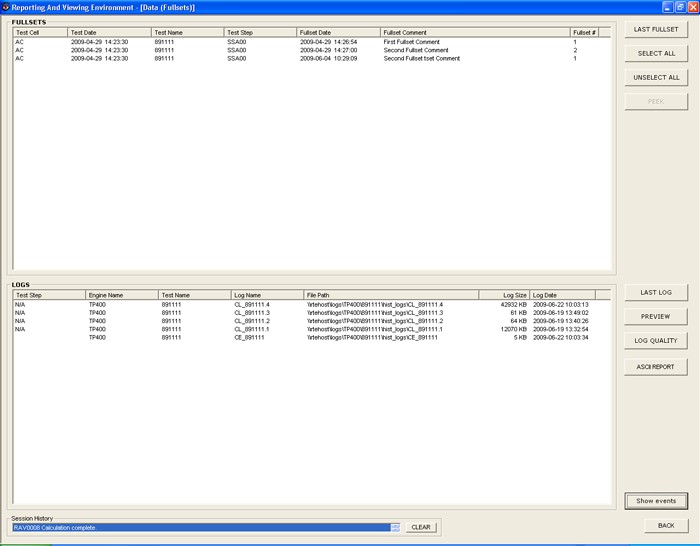 Reporting And Viewing Environment - [Data (Fullsets)]
FULLSETS
Test Cell Test Date Test Name Test Step Fullset Date Fullset Comment Fullset #
AC 2009-04-29 14:23:30 891111 SSA00 2009-04-29 14:26:54 First Fullset Comment 1
AC 2009-04-29 14:23:30 891111 SSA00 2009-04-29 14:27:00 Second Fullset Comment 2
AC 2009-04-29 14:23:30 891111 SSA00 2009-06-04 10:29:09 Second Fullset tset Comment 1
LAST FULLSET
SELECT ALL
UNSELECT ALL
PEEK
LOGS
Test Step Engine Name Test Name Log Name File Path Log Size Log Date
N/A TP400 891111 CL_891111.4 \\rtehost\logs\TP400\891111\hist_logs\CL_891111.4 42932 KB 2009-06-22 10:03:13
N/A TP400 891111 CL_891111.3 \\rtehost\logs\TP400\891111\hist_logs\CL_891111.3 61 KB 2009-06-19 13:49:02
N/A TP400 891111 CL_891111.2 \\rtehost\logs\TP400\891111\hist_logs\CL_891111.2 64 KB 2009-06-19 13:40:26
N/A TP400 891111 CL_891111.1 \\rtehost\logs\TP400\891111\hist_logs\CL_891111.1 12070 KB 2009-06-19 13:32:54
TP400 891111 CE_891111 \\rtehost\logs\TP400\891111\hist_logs\CE_891111 5 KB 2009-06-22 10:03:34
LAST LOG
PREVIEW
LOG QUALITY
ASCII REPORT
Show events
Session History
RAV0008 Calculation complete.
CLEAR
BACK